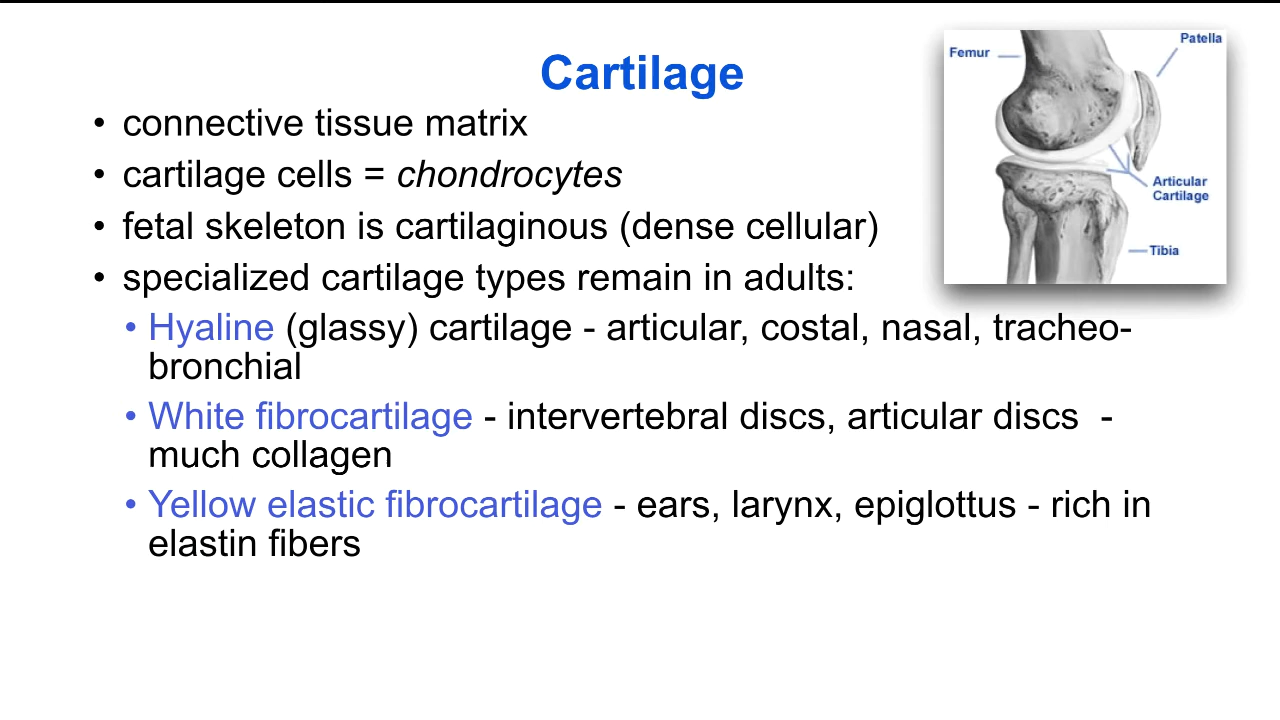 Cartilage
• connective tissue matrix
• cartilage cells = chondrocytes
• fetal skeleton is cartilaginous (dense cellular)
• specialized cartilage types remain in adults:
• Hyaline (glassy) cartilage - articular, costal, nasal, tracheo-
bronchial
• White fibrocartilage - intervertebral discs, articular discs  -
much collagen
• Yellow elastic fibrocartilage - ears, larynx, epiglottus - rich in
elastin fibers
Femur
Patella
Articular
Cartilage
Tibia